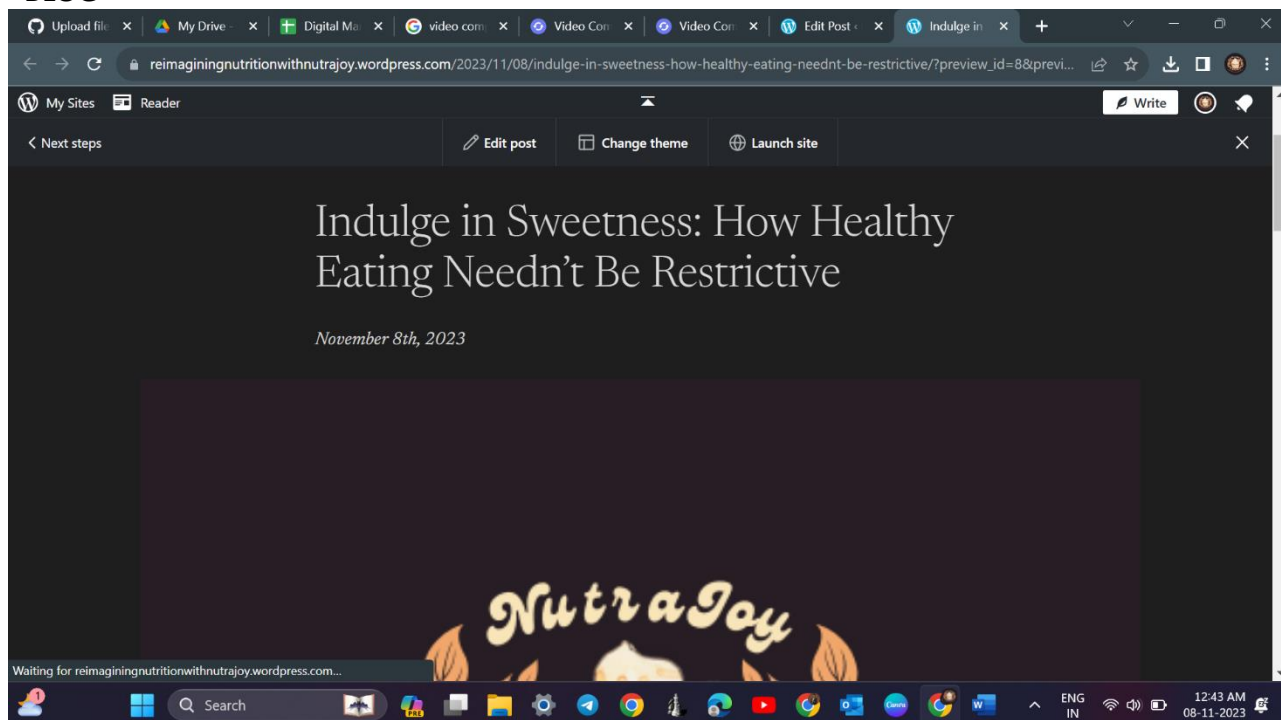 Upload file
My Drive -
Digital Ma
video com
Video Con
Video Con
Edit Post ‹
Indulge in
reimaginingnutritionwithnutrajoy.wordpress.com/2023/11/08/indulge-in-sweetness-how-healthy-eating-neednt-be-restrictive/?preview_id=8&previ...
My Sites
Reader
Write
Next steps
Edit post
Change theme
Launch site
Indulge in Sweetness: How Healthy
Eating Needn't Be Restrictive
November 8th, 2023
NutraJoy
Waiting for reimaginingnutritionwithnutrajoy.wordpress.com...
1
Search
PRE
Canva
W
ENG
IN
12:43 AM
08-11-2023